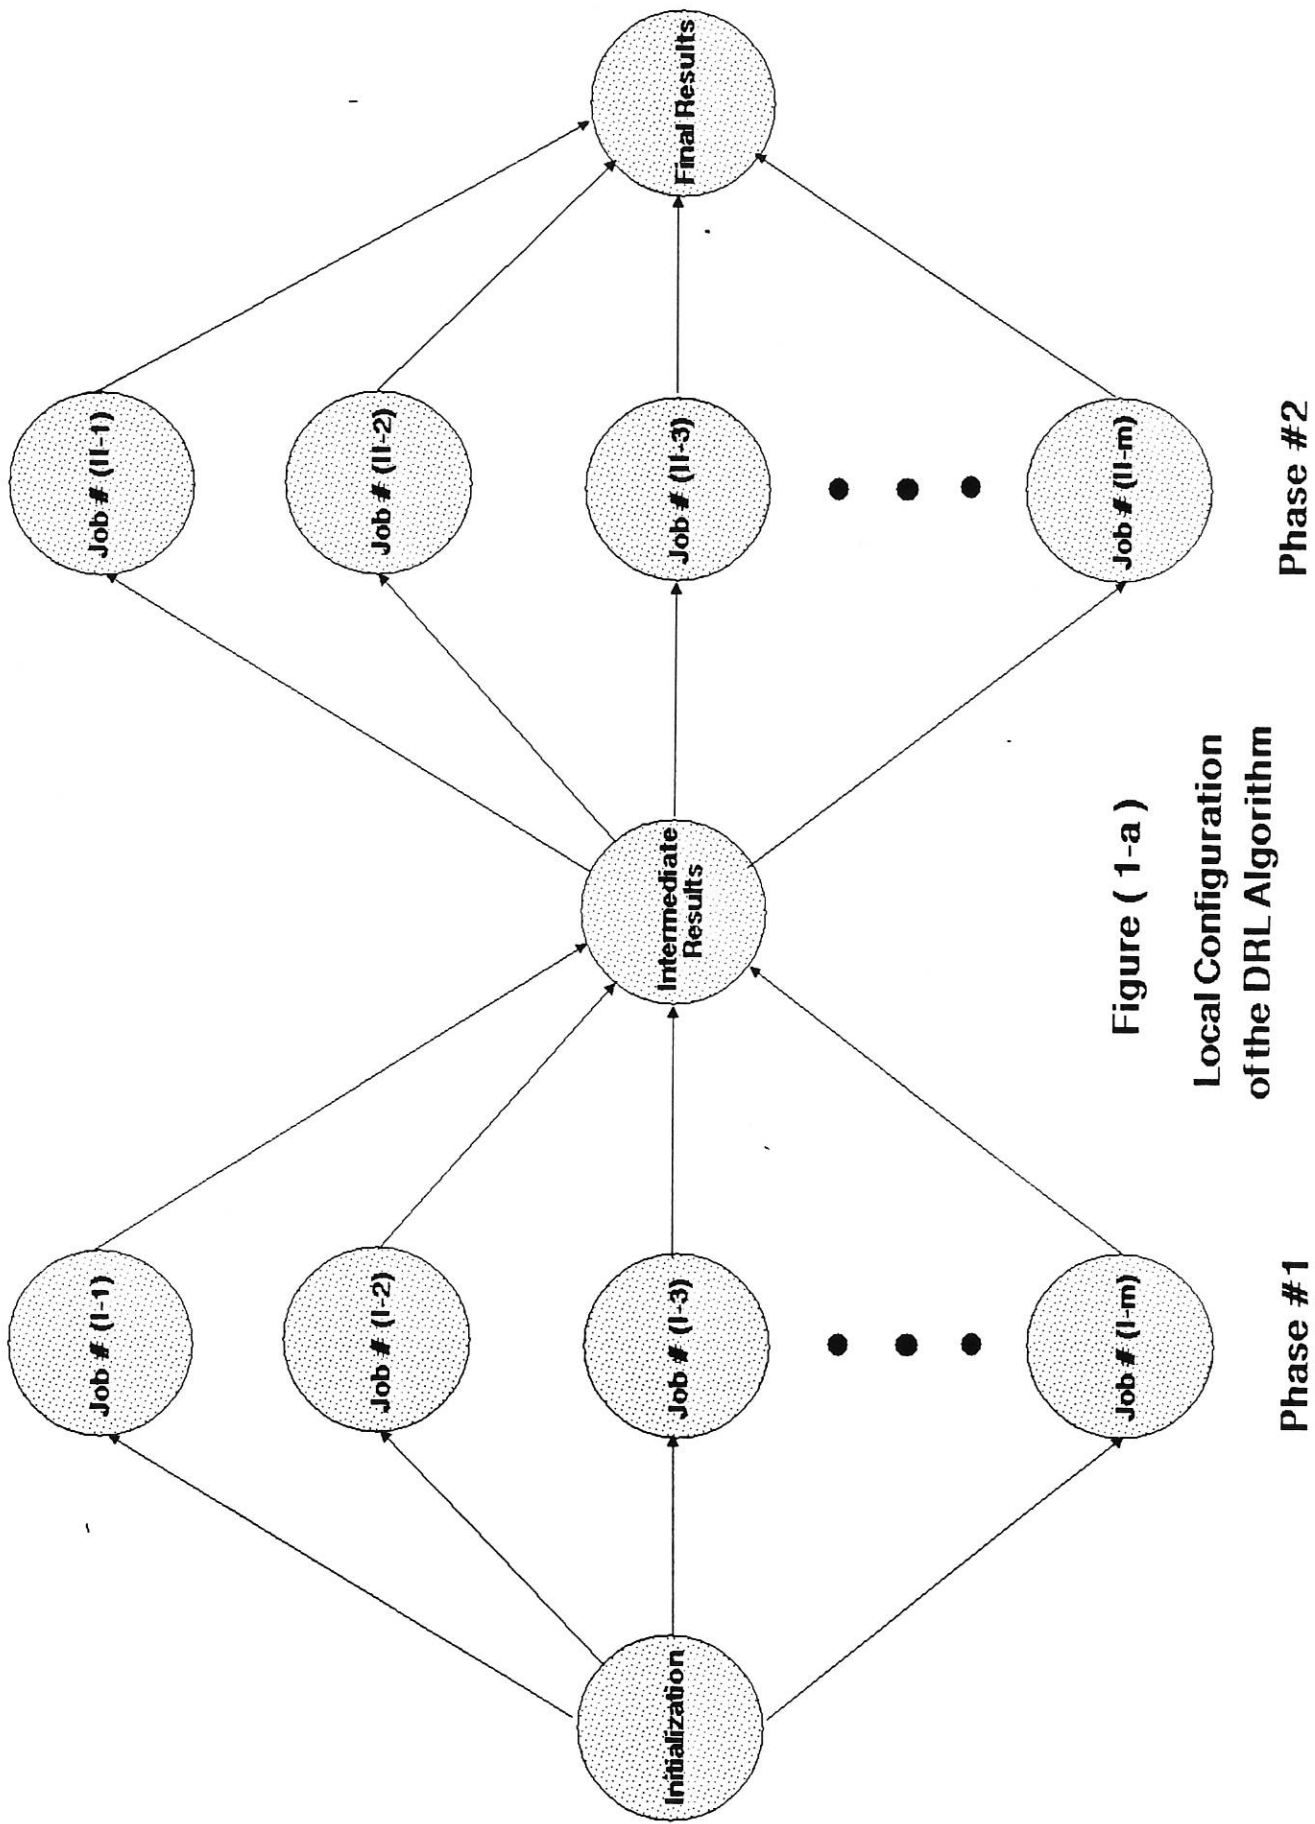 Initialization
Job # (I-1)
Job # (I-2)
Job # (I-3)
Job # (I-m)
Intermediate
Results
Job # (II-1)
Job # (II-2)
Job # (II-3)
Job # (II-m)
Final Results
Phase #1
Phase #2
Figure ( 1-a )
Local Configuration
of the DRL Algorithm